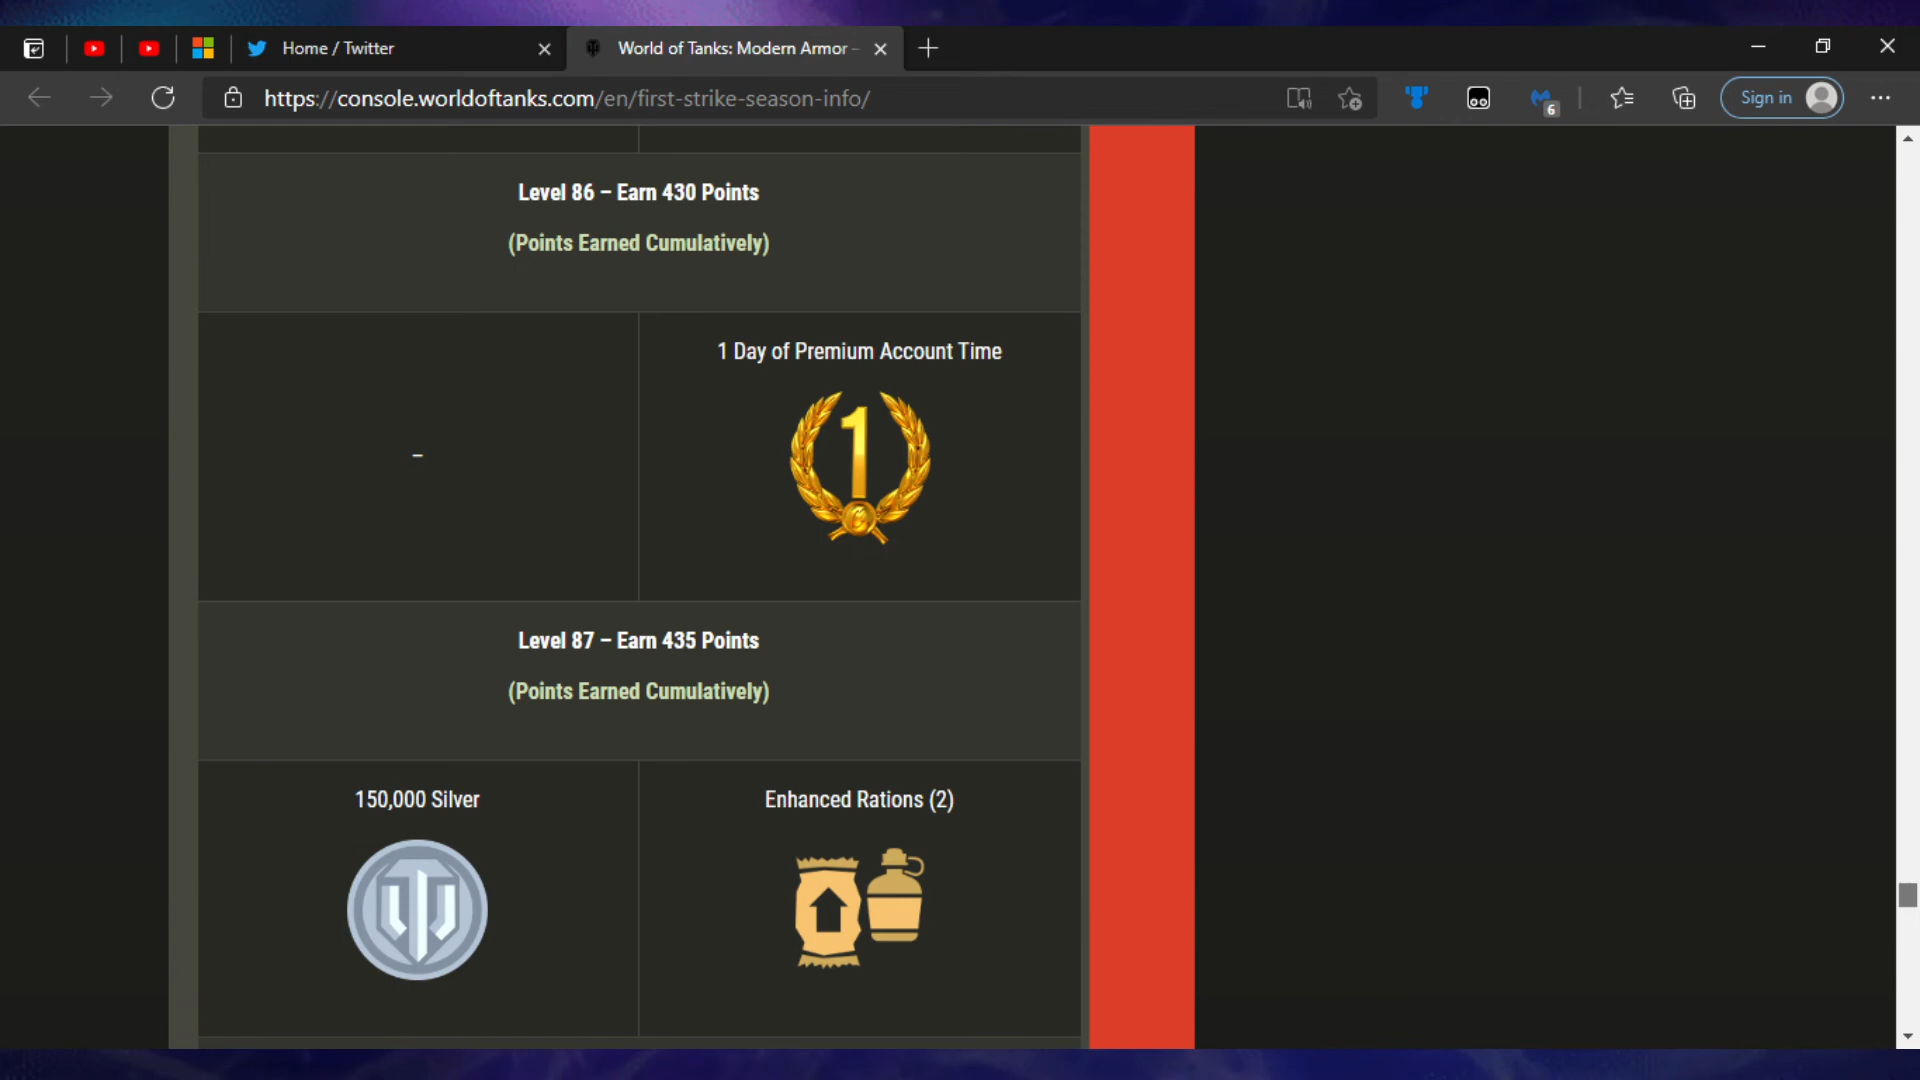 Home / Twitter
World of Tanks: Modern Armor -
https://console.worldoftanks.com/en/first-strike-season-info/
6
Sign in
Level 86 – Earn 430 Points
(Points Earned Cumulatively)
–
1 Day of Premium Account Time
1
Level 87 – Earn 435 Points
(Points Earned Cumulatively)
150,000 Silver
Enhanced Rations (2)